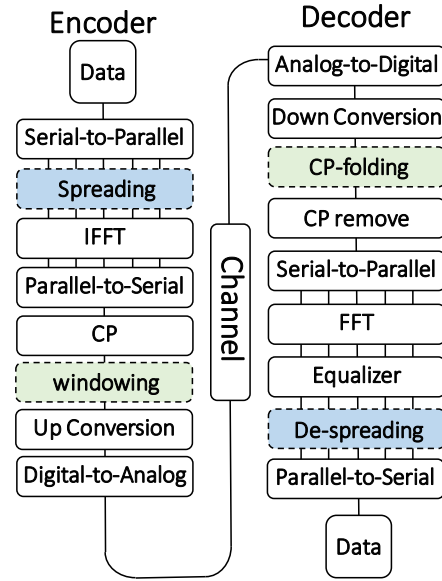 Encoder
Data
Serial-to-Parallel
Spreading
IFFT
Parallel-to-Serial
CP
windowing
Up Conversion
Digital-to-Analog
Channel
Decoder
Analog-to-Digital
Down Conversion
CP-folding
CP remove
Serial-to-Parallel
FFT
Equalizer
De-spreading
Parallel-to-Serial
Data